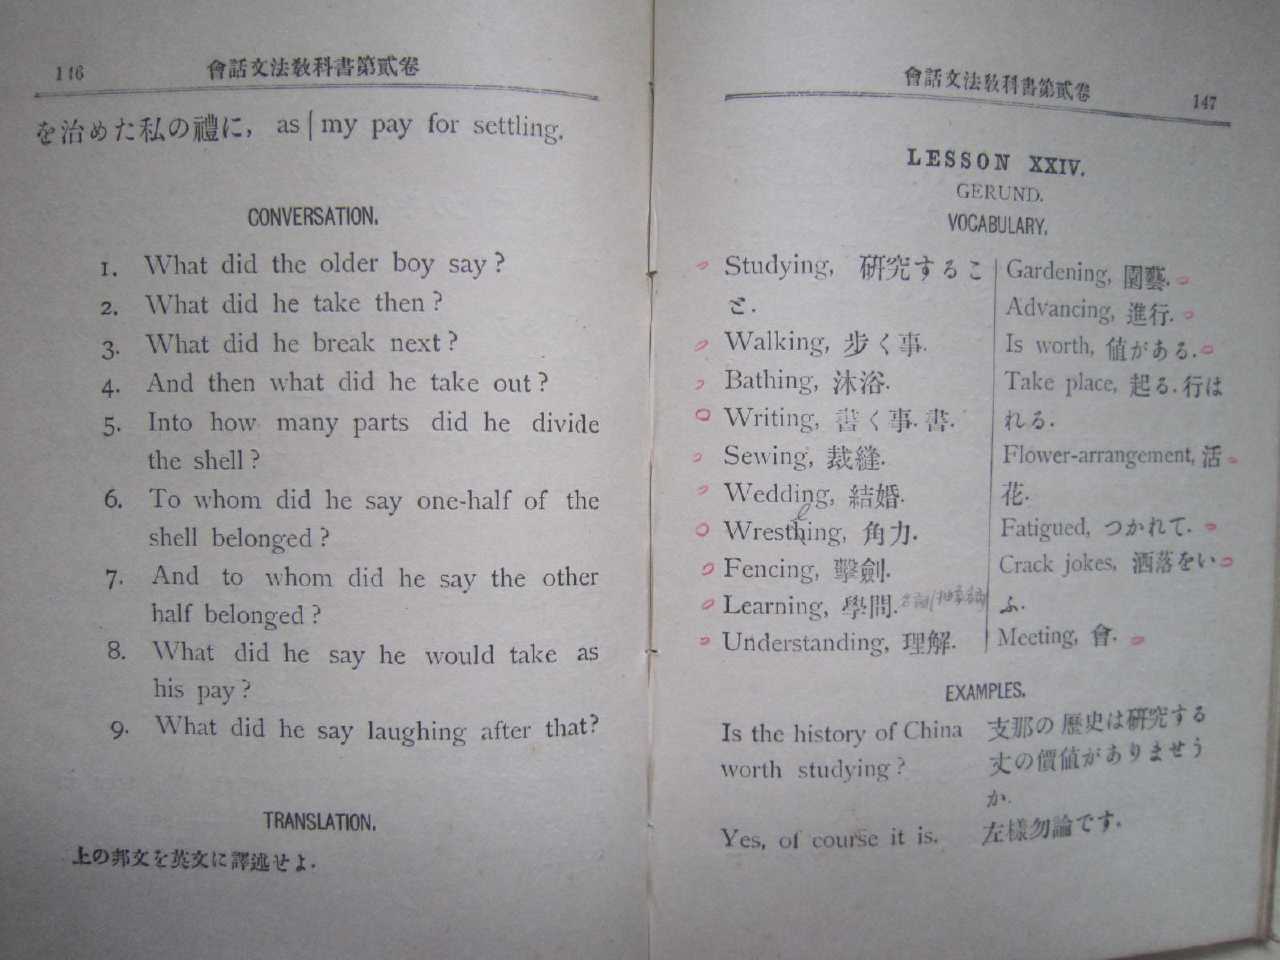 146 會話文法敎科書第貳卷
を治めた私の禮に, as | my pay for settling.
CONVERSATION.
1. What did the older boy say?
2. What did he take then?
3. What did he break next?
4. And then what did he take out?
5. Into how many parts did he divide
the shell?
6. To whom did he say one-half of the
shell belonged?
7. And to whom did he say the other
half belonged?
8. What did he say he would take as
his pay?
9. What did he say laughing after that?
TRANSLATION.
上の邦文を英文に譯述せよ.
會話文法敎科書第貳卷 147
LESSON XXIV.
GERUND.
VOCABULARY.
Studying, 硏究するこ
と.
Walking, 步く事.
Bathing, 沐浴.
Writing, 書く事. 書.
Sewing, 裁縫.
Wedding, 結婚.
Wresthing, 角力.
l
Fencing, 擊劍.
Learning, 學問. 名詞
Understanding, 理解.
Gardening, 園藝.
Advancing, 進行.
Is worth, 値がある.
Take place, 起る. 行は
れる.
Flower-arrangement, 活
花.
Fatigued, つかれて.
Crack jokes, 洒落をい
ふ.
Meeting, 會.
EXAMPLES.
Is the history of China
worth studying?
支那の歷史は硏究する
丈の價値がありませう
か.
Yes, of course it is.
左樣勿論です.